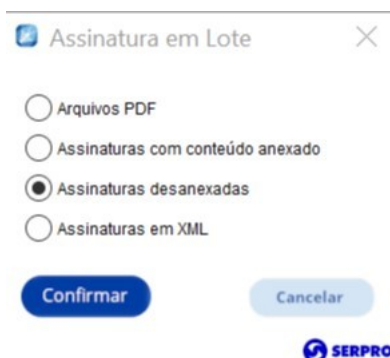 Assinatura em Lote
Arquivos PDF
Assinaturas com conteúdo anexado
Assinaturas desanexadas
Assinaturas em XML
Confirmar Cancelar
SERPRO